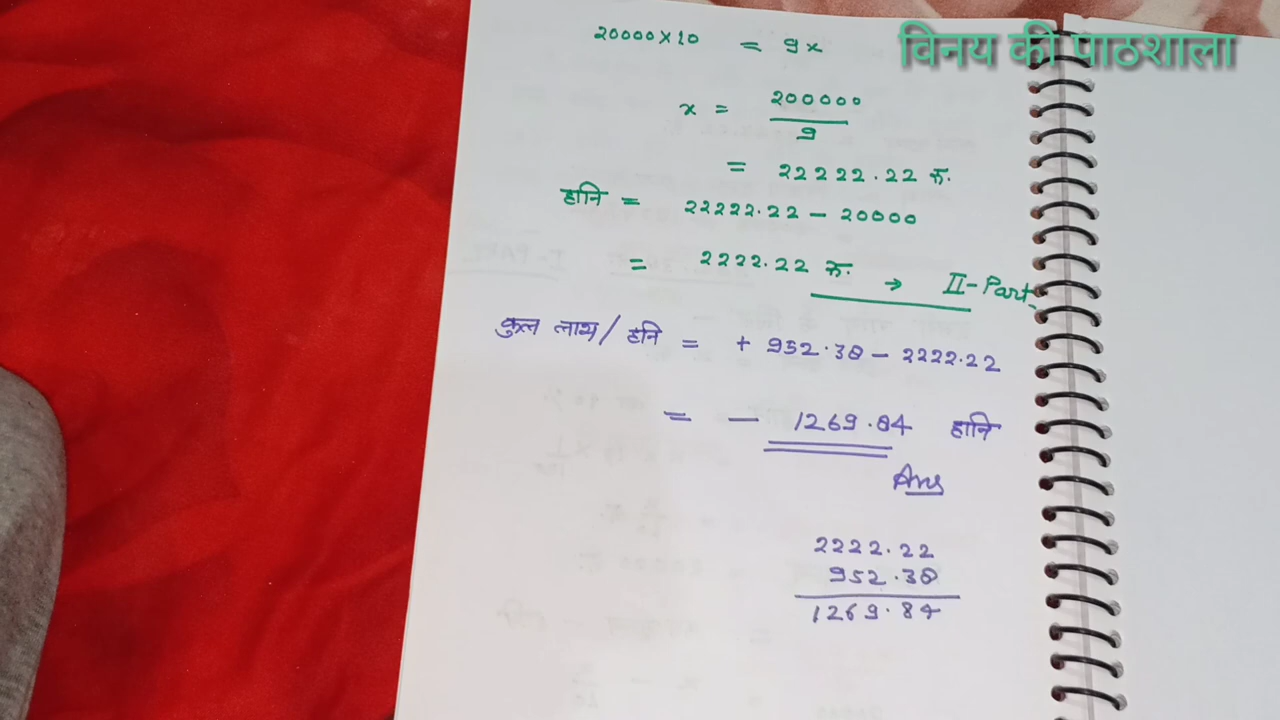 विनय की पाठशाला
20000 × 10 = 9x
x = 200000
9
= 22222.22 रू.
हानि = 22222.22 - 20000
= 2222.22 रू. → II - Part
कुल लाभ / हनि = + 952.38 - 2222.22
= - 1269.84 हानि
Ans
2222.22
952.38
1269.84